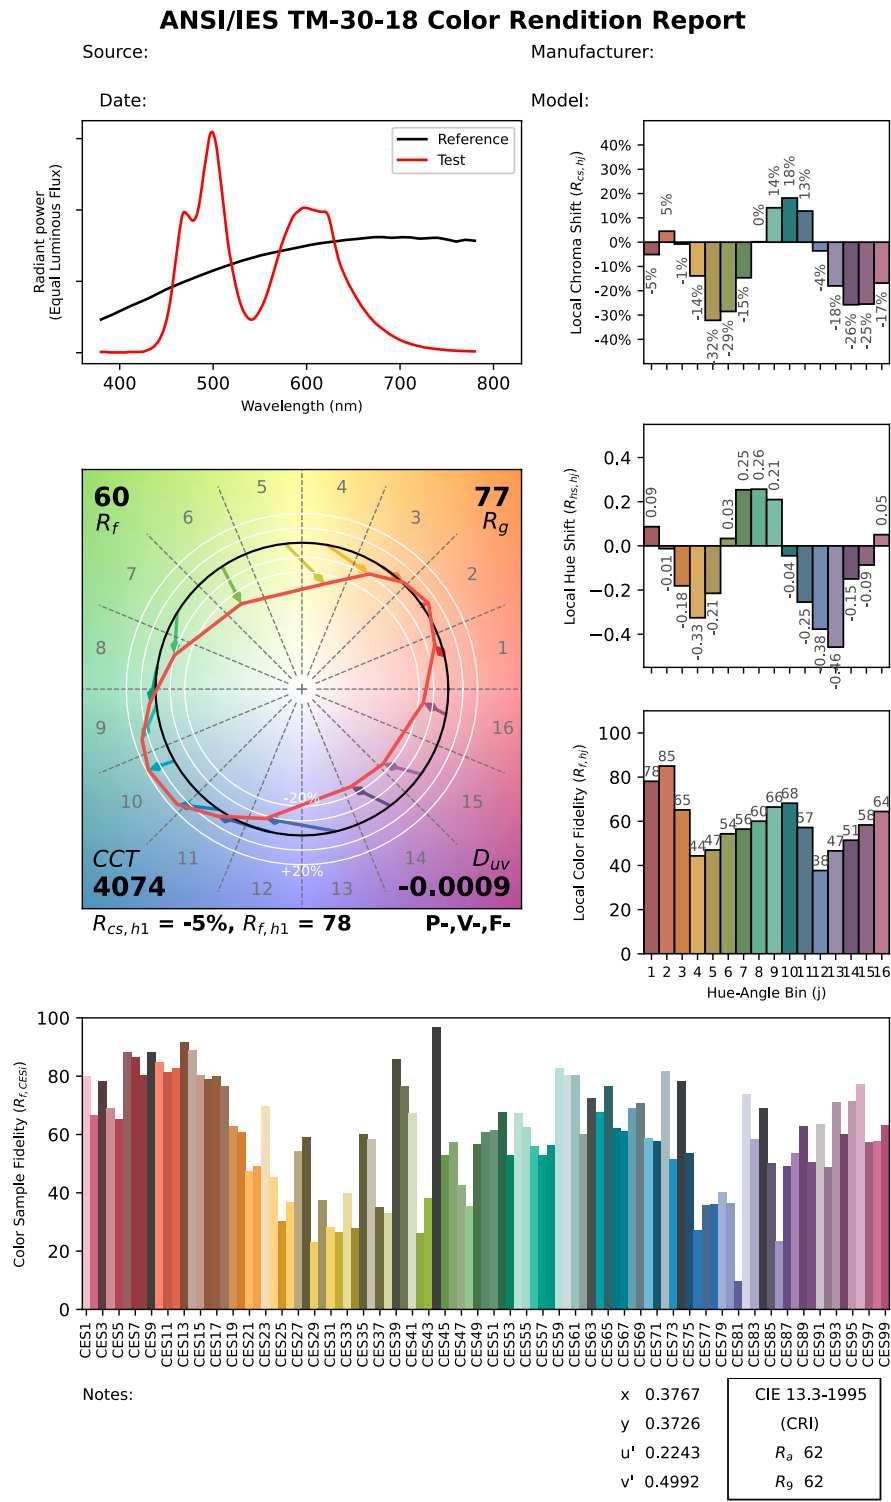 ANSI/IES TM-30-18 Color Rendition Report
Source:
Manufacturer:
Date:
Model:
Radiant power
(Equal Luminous Flux)
Reference
Test
400 500 600 700 800
Wavelength (nm)
Local Chroma Shift (Rcs,hj)
40%
30%
20%
10%
0%
-10%
-20%
-30%
-40%
-5% 5% -1% -14% -32% -29% -15% 0% 14% 18% 13% -4% -18% -26% -25% -17%
60
Rf
77
Rg
1 2 3 4 5 6 7 8 9 10 11 12 13 14 15 16
-20%
+20%
CCT
4074
Duv
-0.0009
Rcs,h1 = -5%, Rf,h1 = 78
P-,V-,F-
Local Hue Shift (Rhs,hj)
0.4
0.2
0.0
−0.2
−0.4
0.09 -0.01 -0.18 -0.33 -0.21 0.03 0.25 0.26 0.21 -0.04 -0.25 -0.38 -0.46 -0.15 -0.09 0.05
Local Color Fidelity (Rf,hj)
100
80
60
40
20
0
78 85 65 44 47 54 56 60 66 68 57 38 47 51 58 64
1 2 3 4 5 6 7 8 9 10 11 12 13 14 15 16
Hue-Angle Bin (j)
Color Sample Fidelity (Rf,CESi)
100
80
60
40
20
0
CES1 CES3 CES5 CES7 CES9 CES11 CES13 CES15 CES17 CES19 CES21 CES23 CES25 CES27 CES29 CES31 CES33 CES35 CES37 CES39 CES41 CES43 CES45 CES47 CES49 CES51 CES53 CES55 CES57 CES59 CES61 CES63 CES65 CES67 CES69 CES71 CES73 CES75 CES77 CES79 CES81 CES83 CES85 CES87 CES89 CES91 CES93 CES95 CES97 CES99
Notes:
x 0.3767
y 0.3726
u' 0.2243
v' 0.4992
CIE 13.3-1995
(CRI)
Ra 62
R9 62